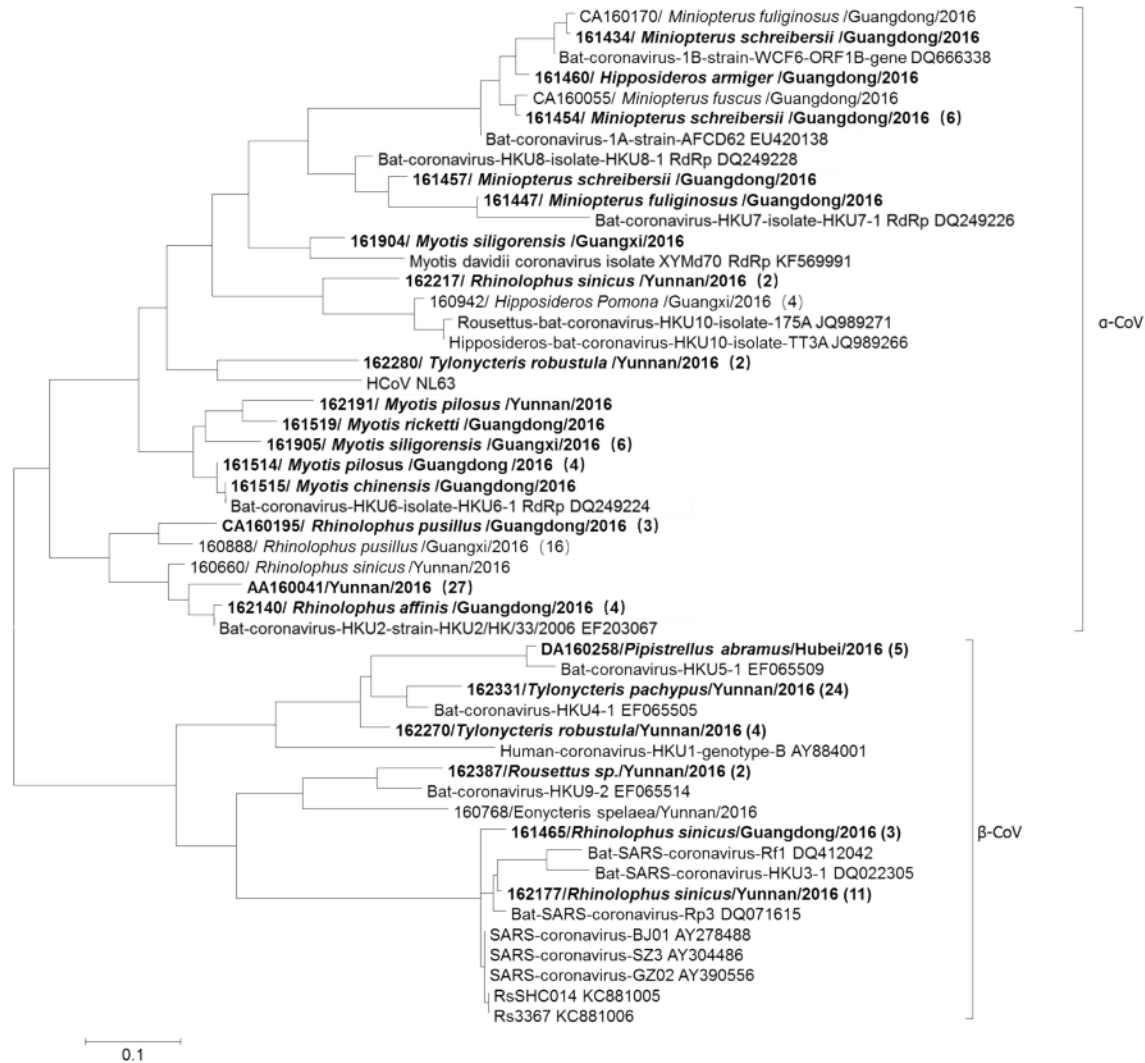 CA160170/ Miniopterus fuliginosus /Guangdong/2016
161434/ Miniopterus schreibersii /Guangdong/2016
Bat-coronavirus-1B-strain-WCF6-ORF1B-gene DQ666338
161460/ Hipposideros armiger /Guangdong/2016
CA160055/ Miniopterus fuscus /Guangdong/2016
161454/ Miniopterus schreibersii /Guangdong/2016 (6)
Bat-coronavirus-1A-strain-AFCD62 EU420138
Bat-coronavirus-HKU8-isolate-HKU8-1 RdRp DQ249228
161457/ Miniopterus schreibersii /Guangdong/2016
161447/ Miniopterus fuliginosus /Guangdong/2016
Bat-coronavirus-HKU7-isolate-HKU7-1 RdRp DQ249226
161904/ Myotis siligorensis /Guangxi/2016
Myotis davidii coronavirus isolate XYMd70 RdRp KF569991
162217/ Rhinolophus sinicus /Yunnan/2016 (2)
160942/ Hipposideros Pomona /Guangxi/2016 (4)
Rousettus-bat-coronavirus-HKU10-isolate-175A JQ989271
Hipposideros-bat-coronavirus-HKU10-isolate-TT3A JQ989266
α-CoV
162280/ Tylonycteris robustula /Yunnan/2016 (2)
HCoV NL63
162191/ Myotis pilosus /Yunnan/2016
161519/ Myotis ricketti /Guangdong/2016
161905/ Myotis siligorensis /Guangxi/2016 (6)
161514/ Myotis pilosus /Guangdong /2016 (4)
161515/ Myotis chinensis /Guangdong/2016
Bat-coronavirus-HKU6-isolate-HKU6-1 RdRp DQ249224
CA160195/ Rhinolophus pusillus /Guangdong/2016 (3)
160888/ Rhinolophus pusillus /Guangxi/2016 (16)
160660/ Rhinolophus sinicus /Yunnan/2016
AA160041/Yunnan/2016 (27)
162140/ Rhinolophus affinis /Guangdong/2016 (4)
Bat-coronavirus-HKU2-strain-HKU2/HK/33/2006 EF203067
DA160258/Pipistrellus abramus/Hubei/2016 (5)
Bat-coronavirus-HKU5-1 EF065509
162331/Tylonycteris pachypus/Yunnan/2016 (24)
Bat-coronavirus-HKU4-1 EF065505
162270/Tylonycteris robustula/Yunnan/2016 (4)
Human-coronavirus-HKU1-genotype-B AY884001
162387/Rousettus sp./Yunnan/2016 (2)
Bat-coronavirus-HKU9-2 EF065514
160768/Eonycteris spelaea/Yunnan/2016
161465/Rhinolophus sinicus/Guangdong/2016 (3)
β-CoV
Bat-SARS-coronavirus-Rf1 DQ412042
Bat-SARS-coronavirus-HKU3-1 DQ022305
162177/Rhinolophus sinicus/Yunnan/2016 (11)
Bat-SARS-coronavirus-Rp3 DQ071615
SARS-coronavirus-BJ01 AY278488
SARS-coronavirus-SZ3 AY304486
SARS-coronavirus-GZ02 AY390556
RsSHC014 KC881005
Rs3367 KC881006
0.1